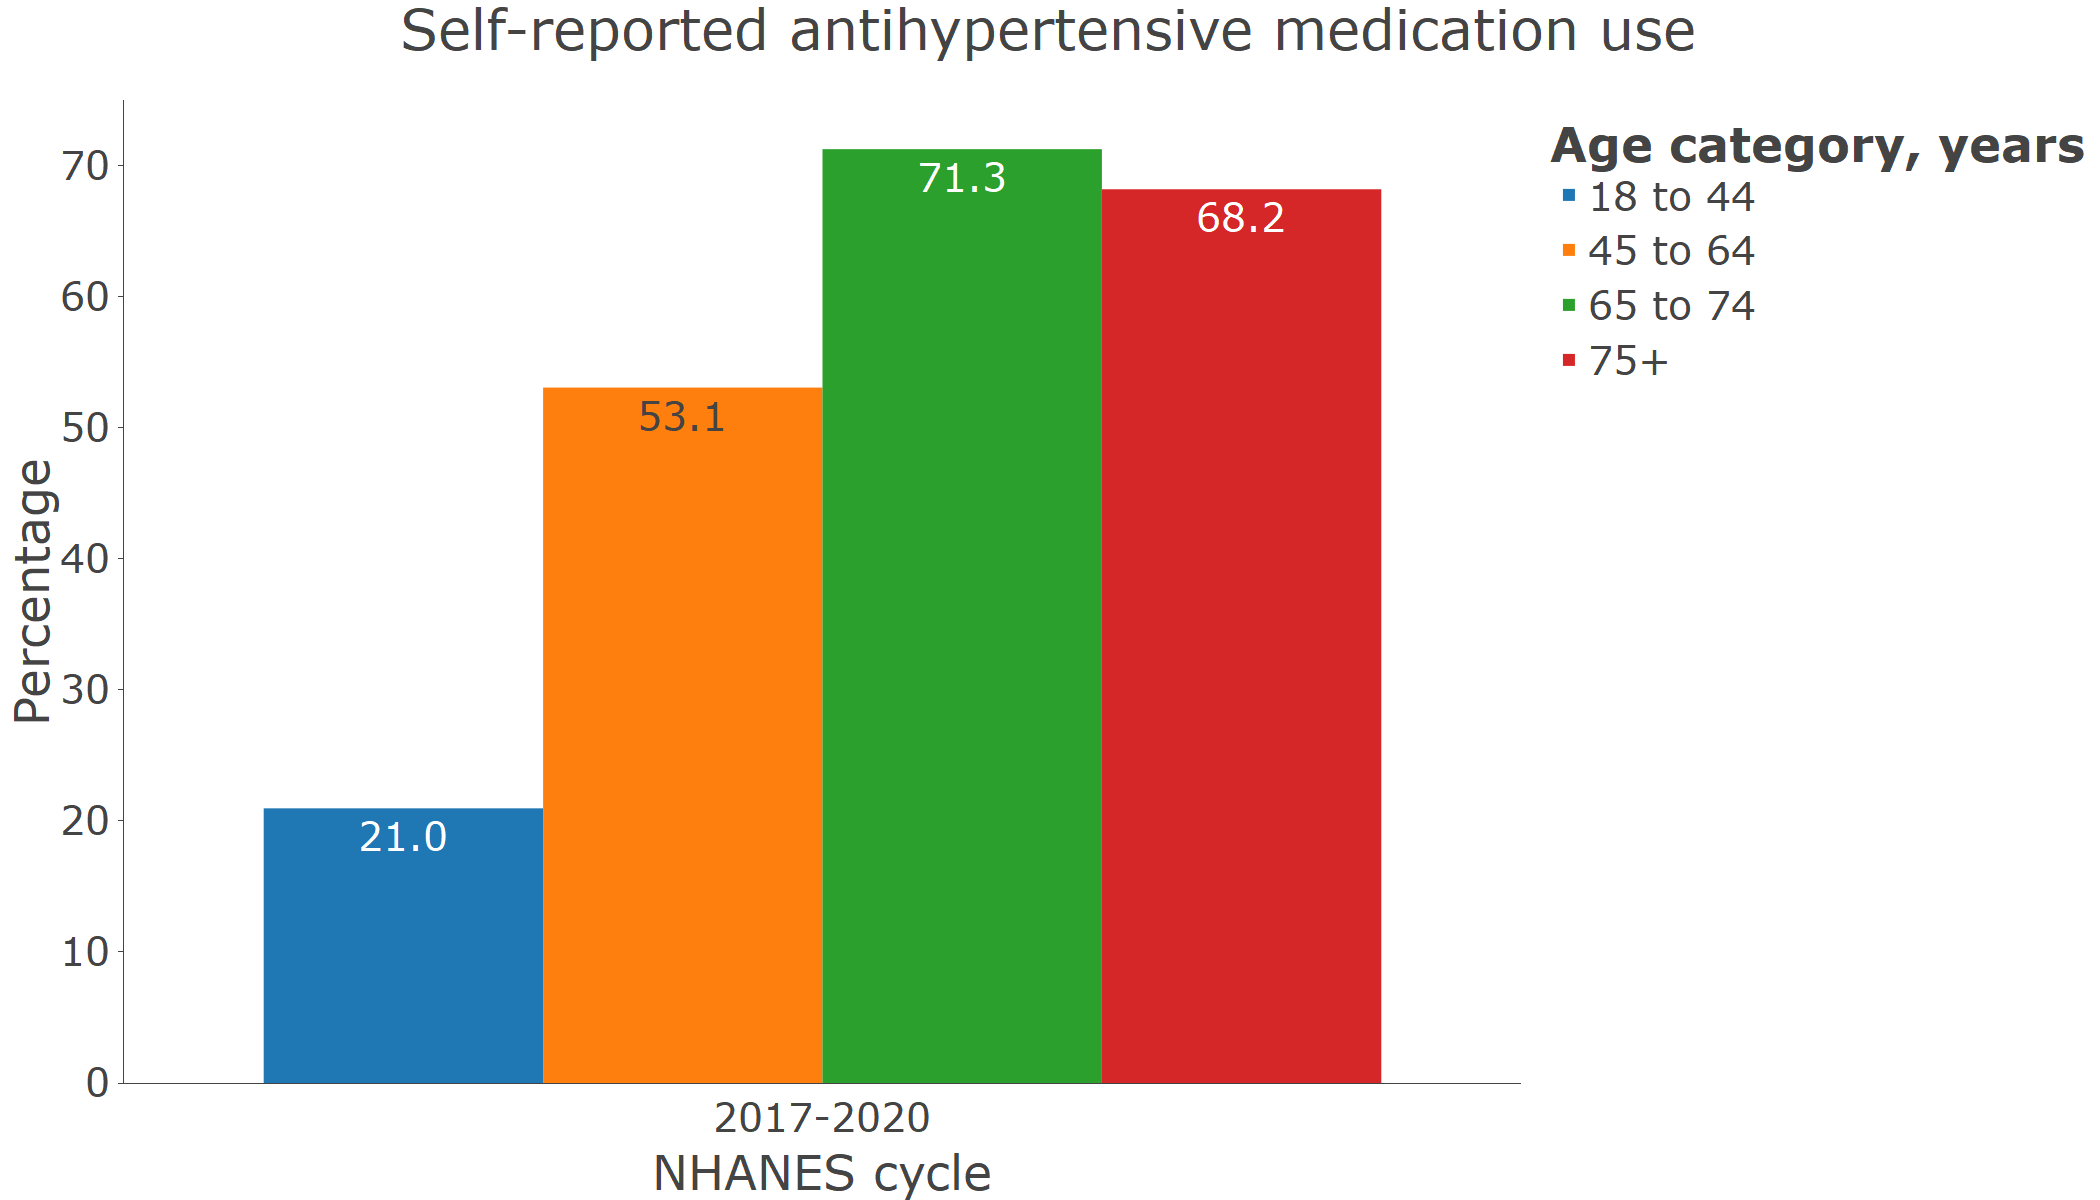 Self-reported antihypertensive medication use
Percentage
70
60
50
40
30
20
10
0
21.0
53.1
71.3
68.2
2017-2020
NHANES cycle
Age category, years
18 to 44
45 to 64
65 to 74
75+